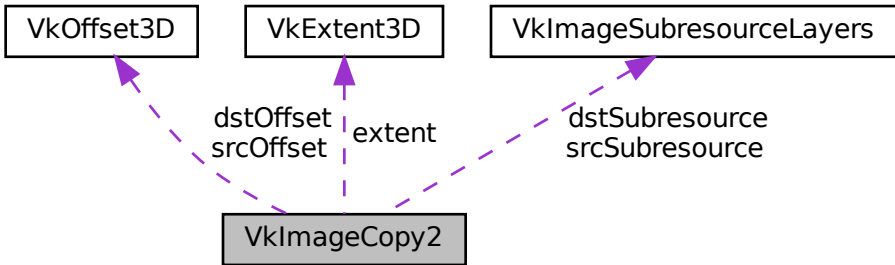 VkOffset3D
VkExtent3D
VkImageSubresourceLayers
dstOffset
srcOffset
extent
dstSubresource
srcSubresource
VkImageCopy2